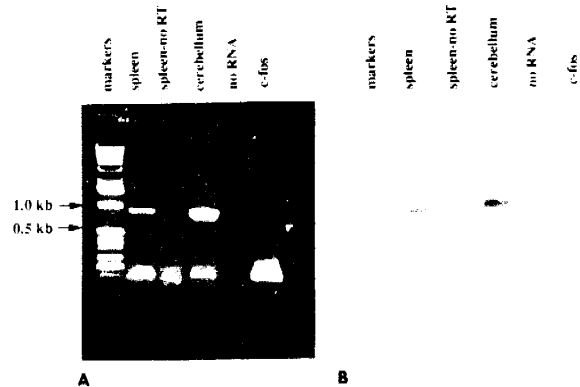 markers
spleen
spleen-no RT
cerebellum
no RNA
c-fos
markers
spleen
spleen-no RT
cerebellum
no RNA
c-fos
1.0 kb
0.5 kb
A
B